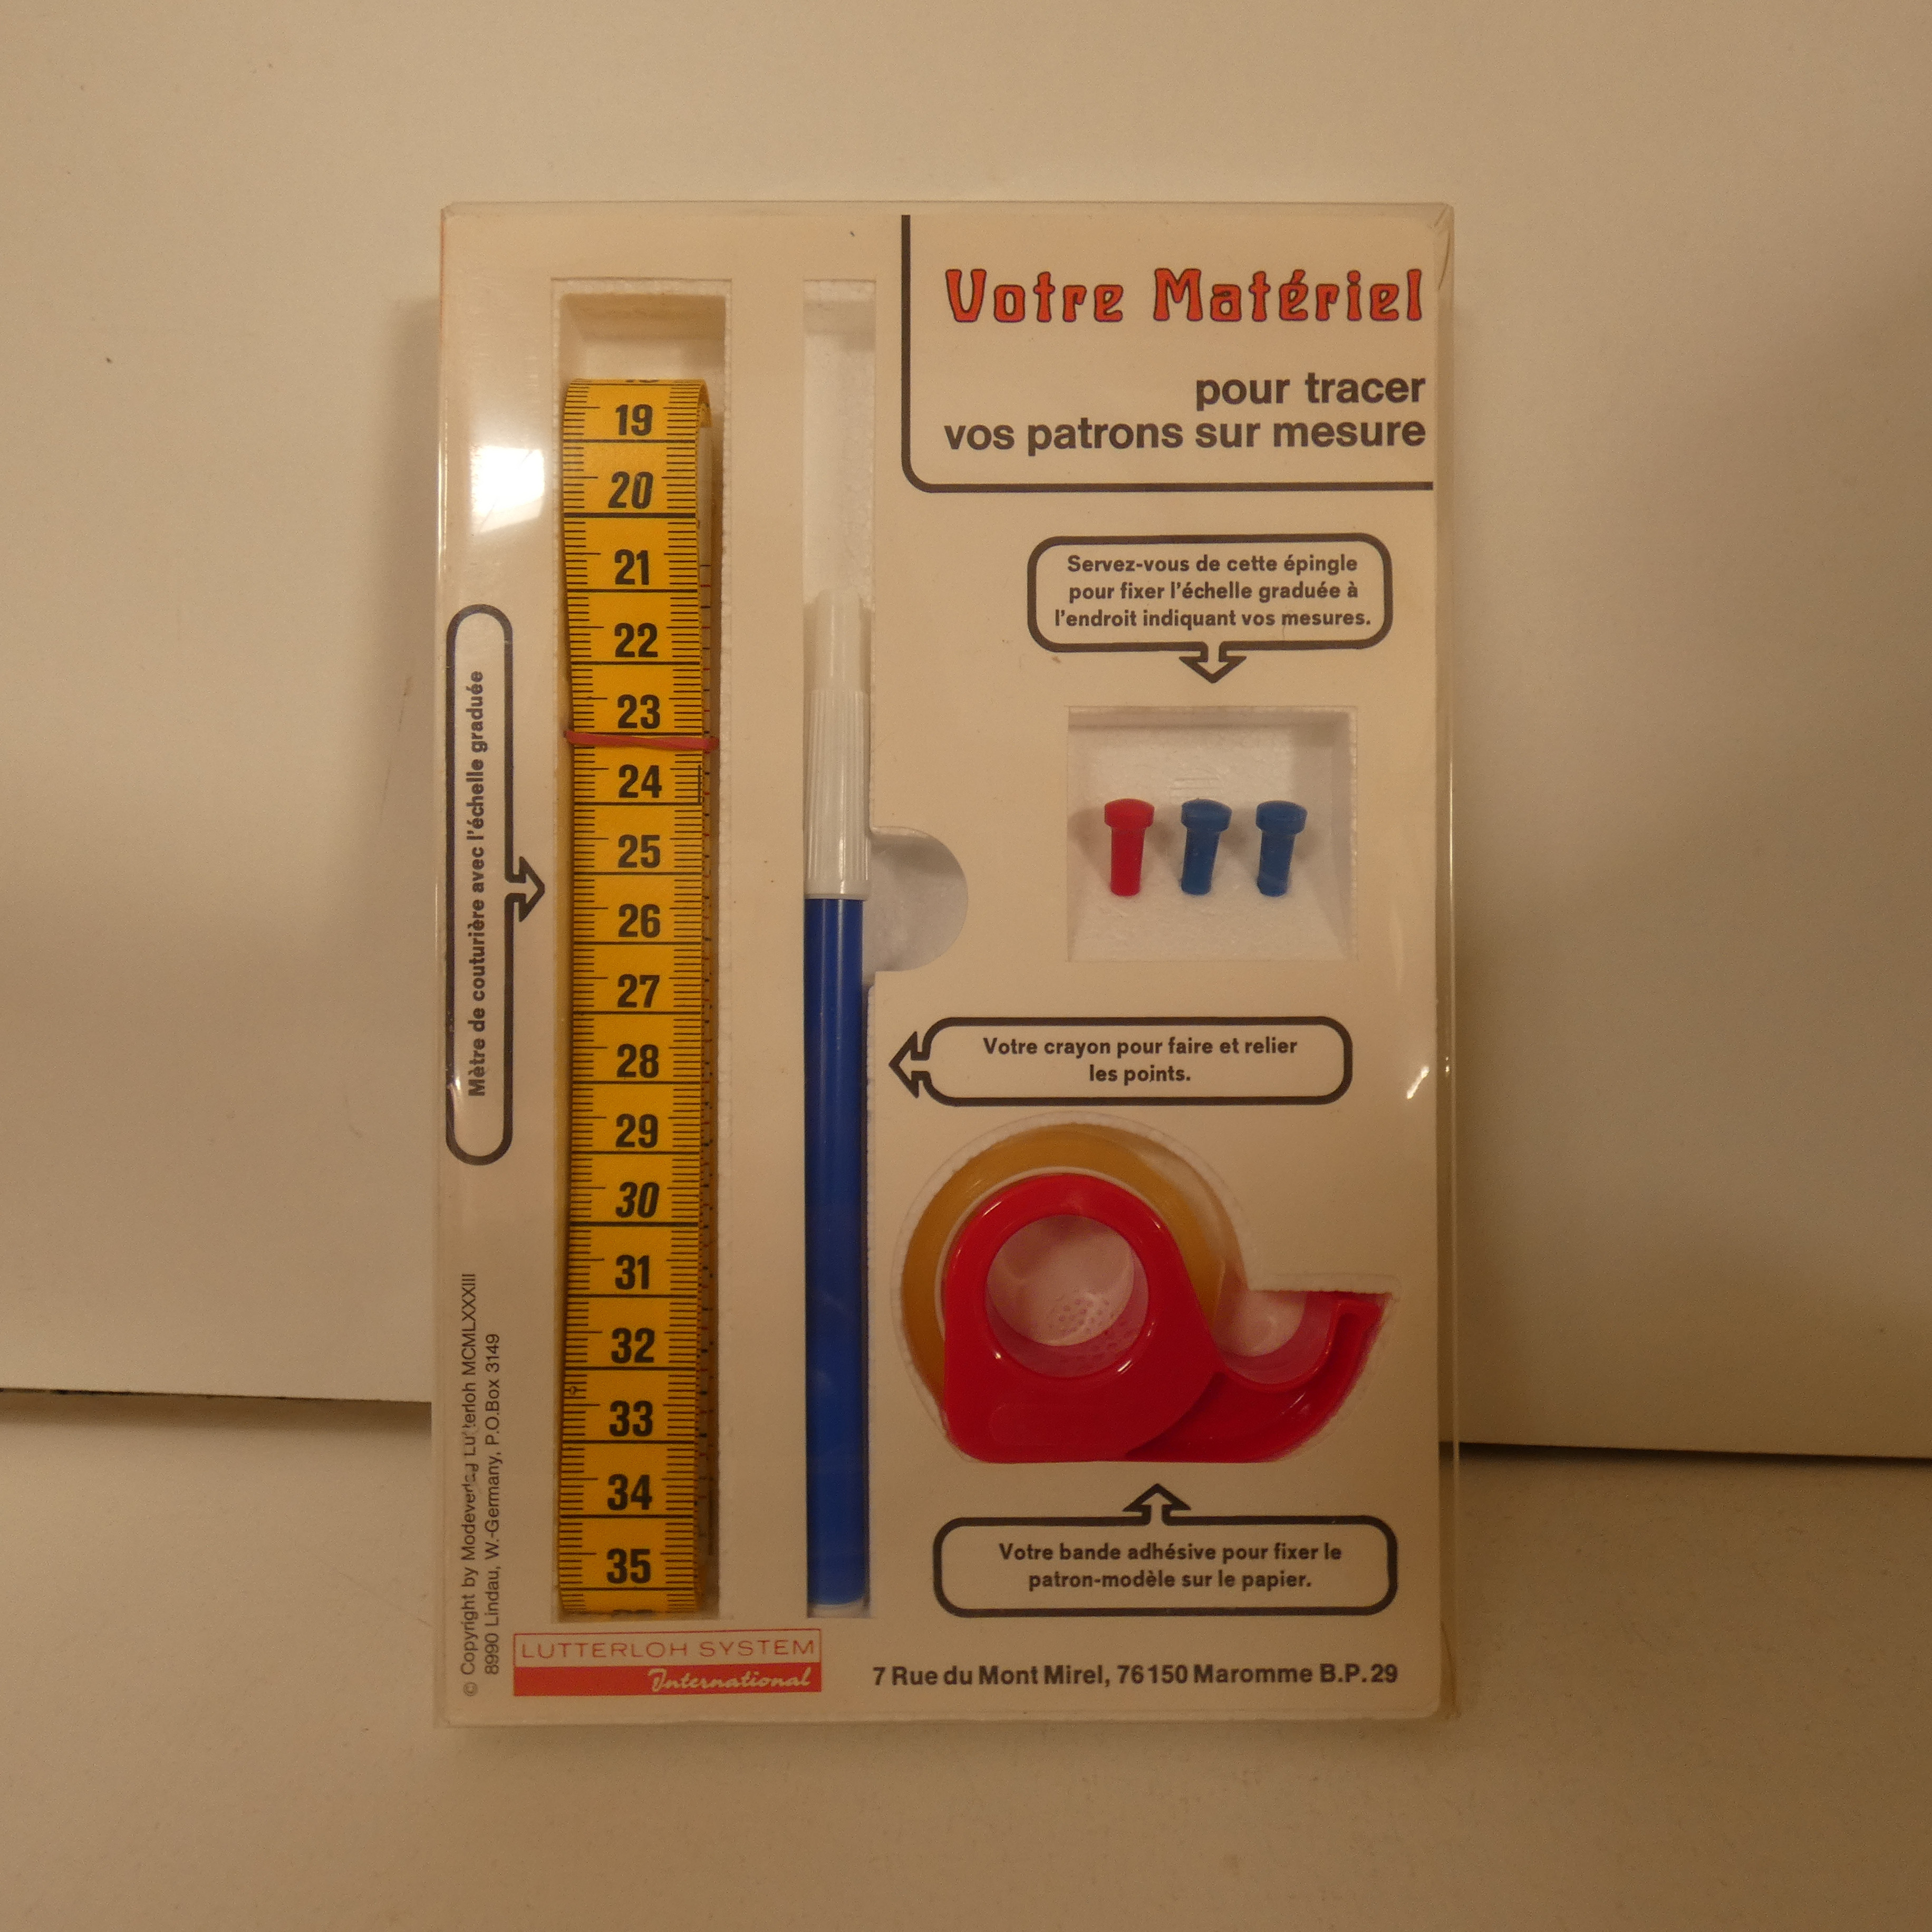 Votre Matériel
pour tracer
vos patrons sur mesure
Servez-vous de cette épingle
pour fixer l'échelle graduée à
l'endroit indiquant vos mesures.
Mètre de couturière avec l'échelle graduée
19
20
21
22
23
24
25
26
27
28
29
30
31
32
33
34
35
Votre crayon pour faire et relier
les points.
Votre bande adhésive pour fixer le
patron-modèle sur le papier.
© Copyright by Modeverlag Lutterloh MCMLXXXIII
8990 Lindau, W.-Germany, P.O.Box 3149
LUTTERLOH SYSTEM
International
7 Rue du Mont Mirel, 76150 Maromme B.P.29